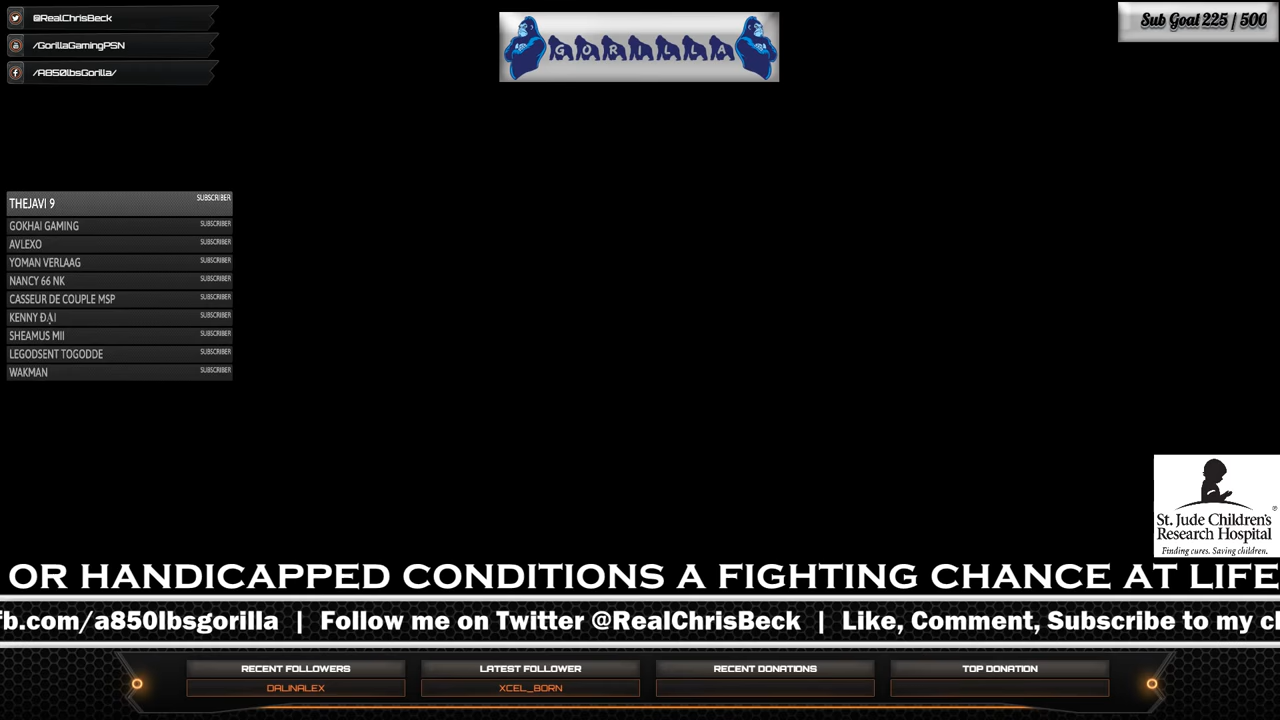 @RealChrisBeck
/GorillaGamingPSN
/A850lbsGorilla/
GORILLA
Sub Goal 225 / 500
THEJAVI 9 SUBSCRIBER
GOKHAI GAMING SUBSCRIBER
AVLEXO SUBSCRIBER
YOMAN VERLAAG SUBSCRIBER
NANCY 66 NK SUBSCRIBER
CASSEUR DE COUPLE MSP SUBSCRIBER
KENNY ĐẠI SUBSCRIBER
SHEAMUS MII SUBSCRIBER
LEGODSENT TOGODDE SUBSCRIBER
WAKMAN SUBSCRIBER
St. Jude Children's
Research Hospital
®
Finding cures. Saving children.
OR HANDICAPPED CONDITIONS A FIGHTING CHANCE AT LIFE
fb.com/a850lbsgorilla | Follow me on Twitter @RealChrisBeck | Like, Comment, Subscribe to my
RECENT FOLLOWERS LATEST FOLLOWER RECENT DONATIONS TOP DONATION
DALINALEX XCEL_BORN